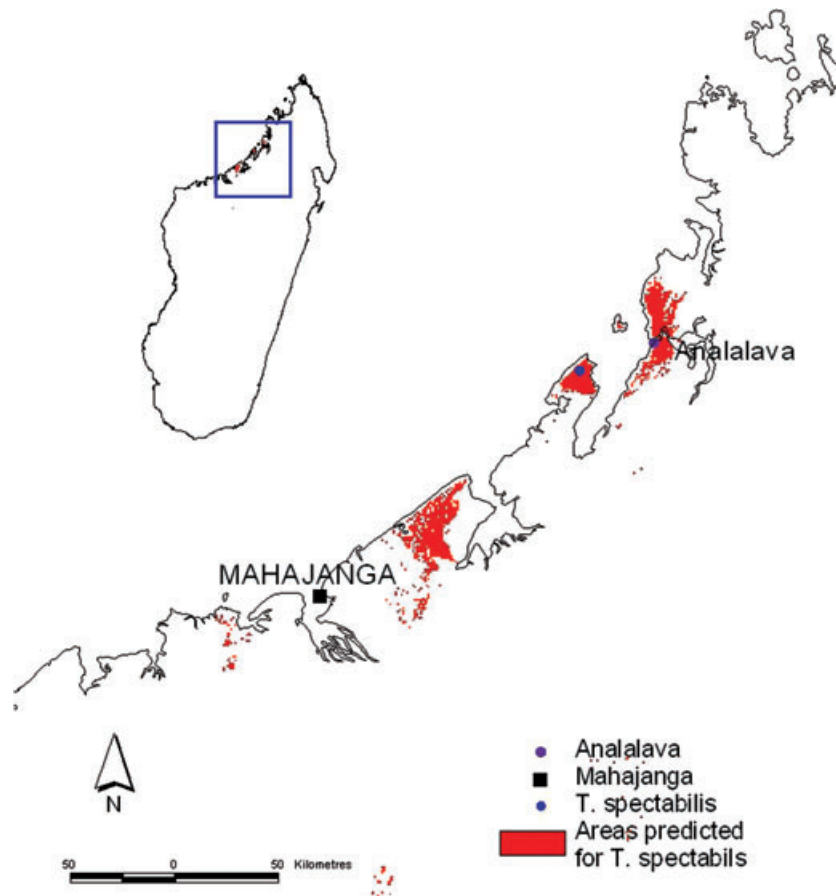 Analalava
MAHAJANGA
N
50 0 50 Kilometres
Analalava
Mahajanga
T. spectabilis
Areas predicted
for T. spectabils